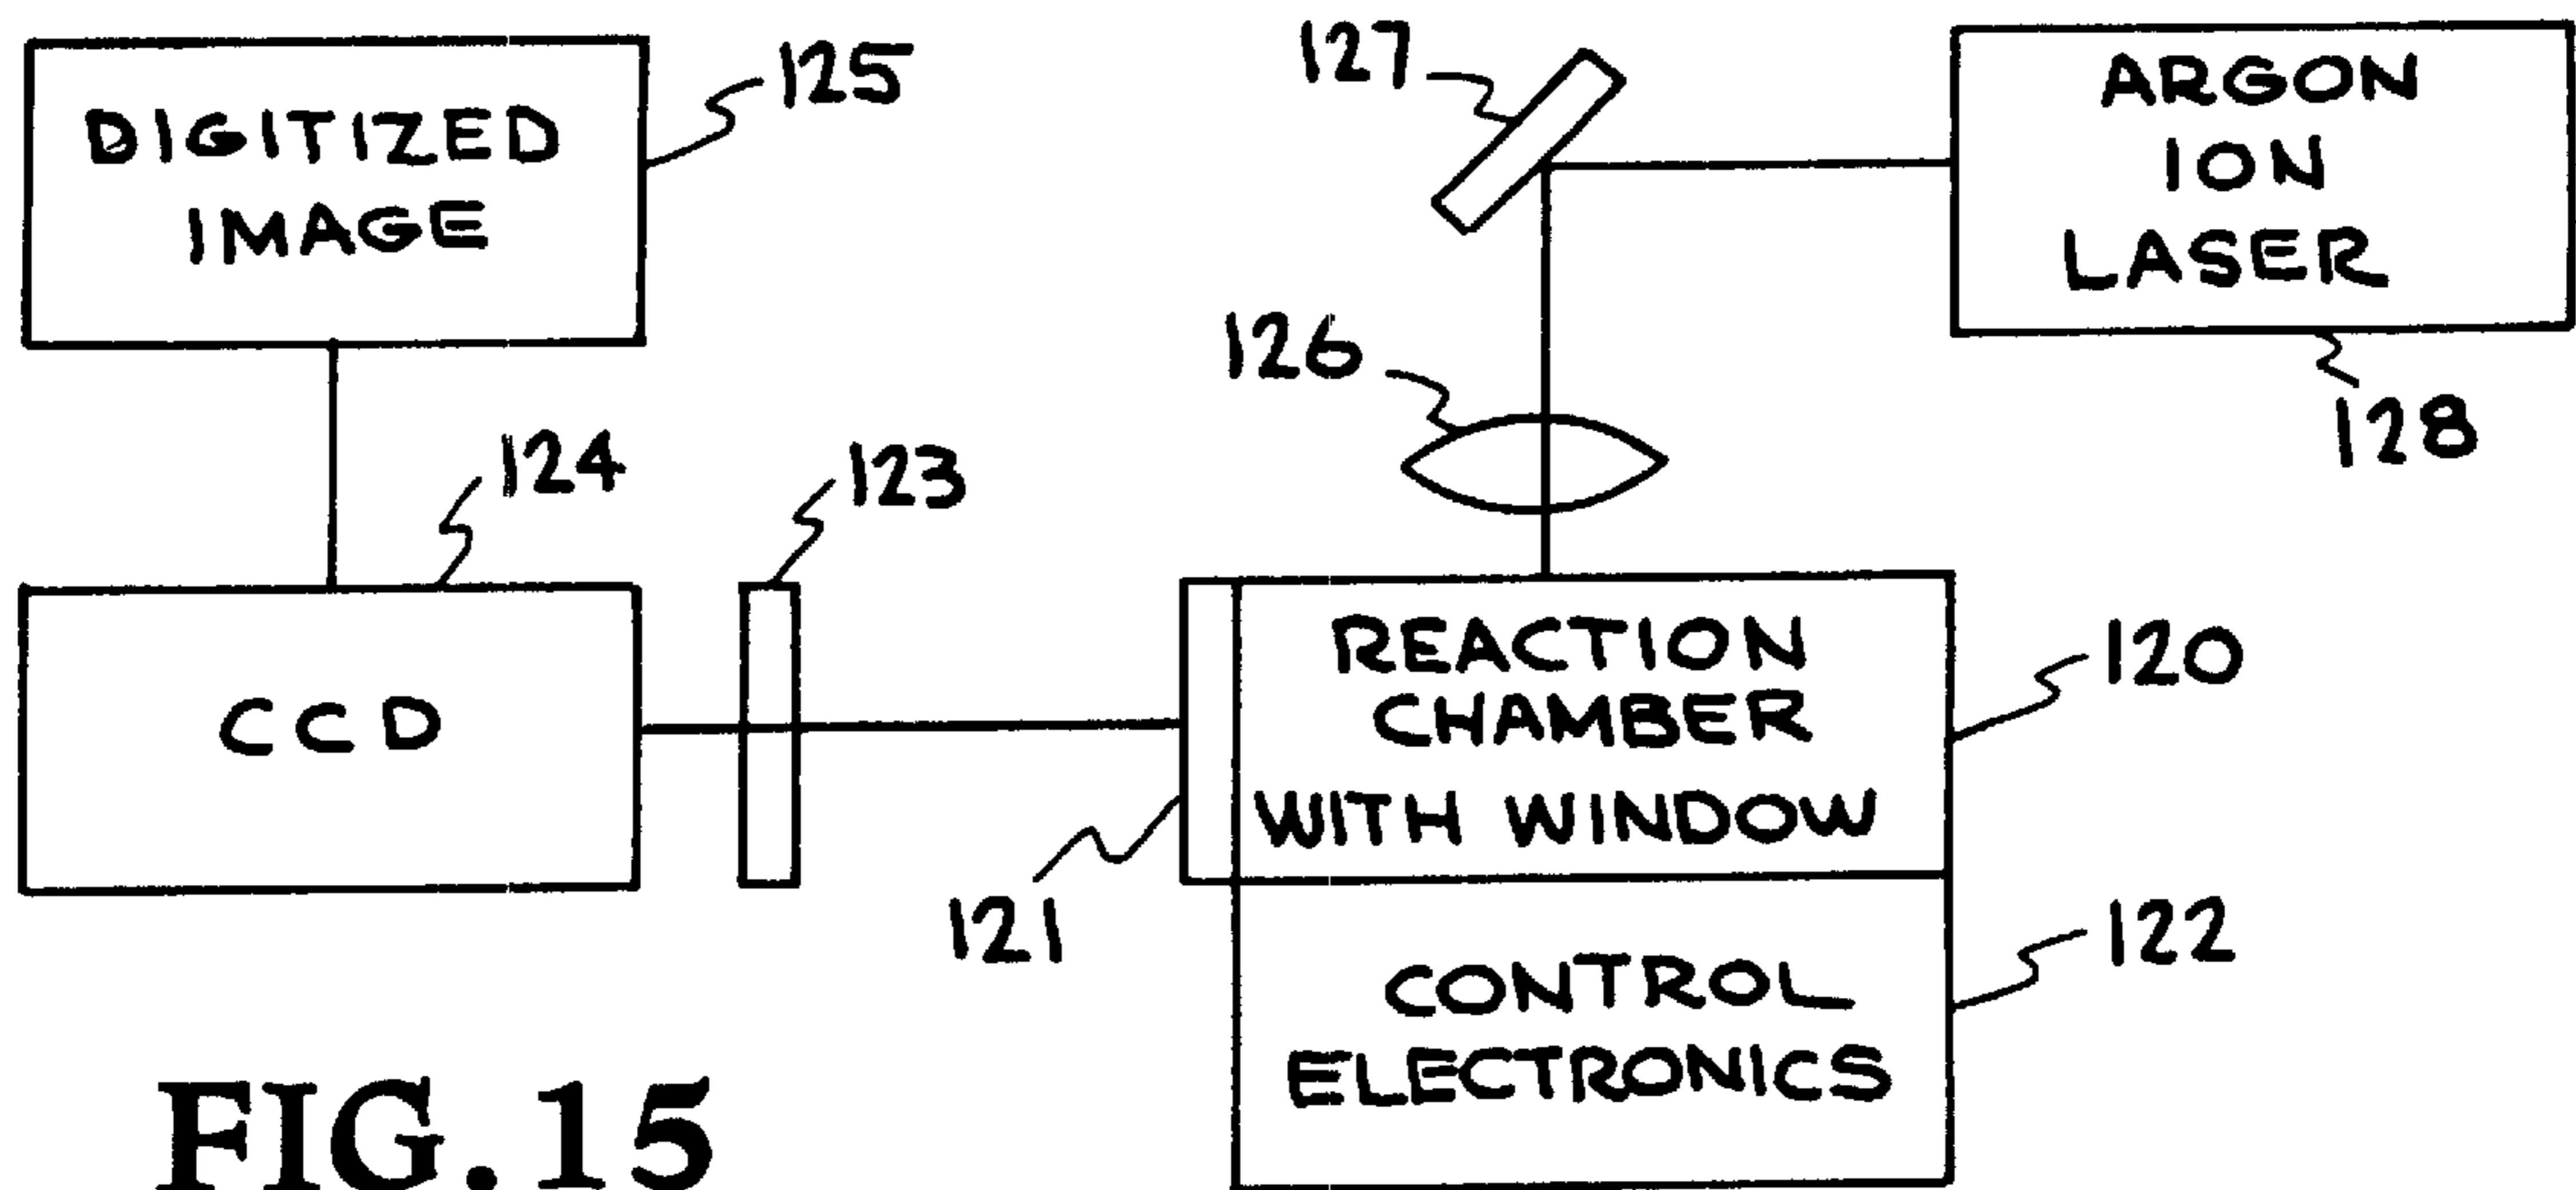 DIGITIZED
IMAGE
125
127
ARGON
ION
LASER
128
126
124
123
CCD
REACTION
CHAMBER
WITH WINDOW
120
121
CONTROL
ELECTRONICS
122
FIG.15